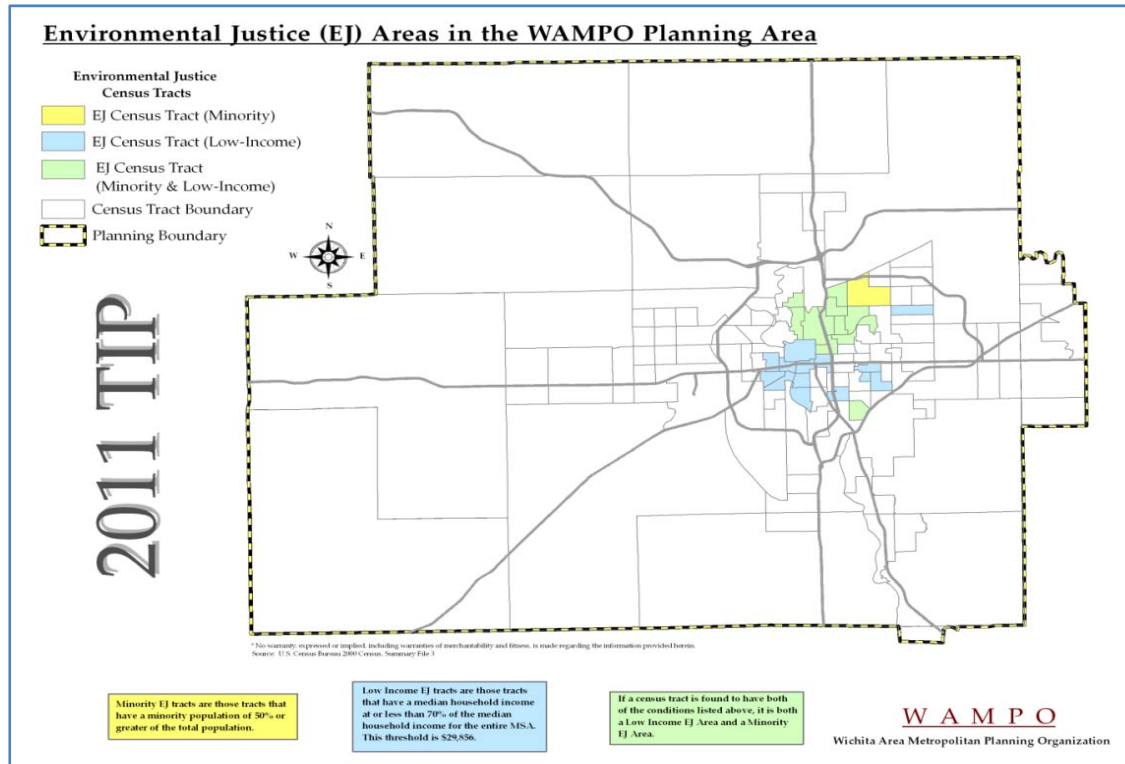 Environmental Justice (EJ) Areas in the WAMPO Planning Area
Environmental Justice
Census Tracts
EJ Census Tract (Minority)
EJ Census Tract (Low-Income)
EJ Census Tract
(Minority & Low-Income)
Census Tract Boundary
Planning Boundary
N
W E
S
2011 TIP
* No warranty, expressed or implied, including warranties of merchantability and fitness, is made regarding the information provided herein.
Source: U.S. Census Bureau 2000 Census, Summary File 3
Minority EJ tracts are those tracts that
have a minority population of 50% or
greater of the total population.
Low Income EJ tracts are those tracts
that have a median household income
at or less than 70% of the median
household income for the entire MSA.
This threshold is $29,856.
If a census tract is found to have both
of the conditions listed above, it is both
a Low Income EJ Area and a Minority
EJ Area.
WAMPO
Wichita Area Metropolitan Planning Organization